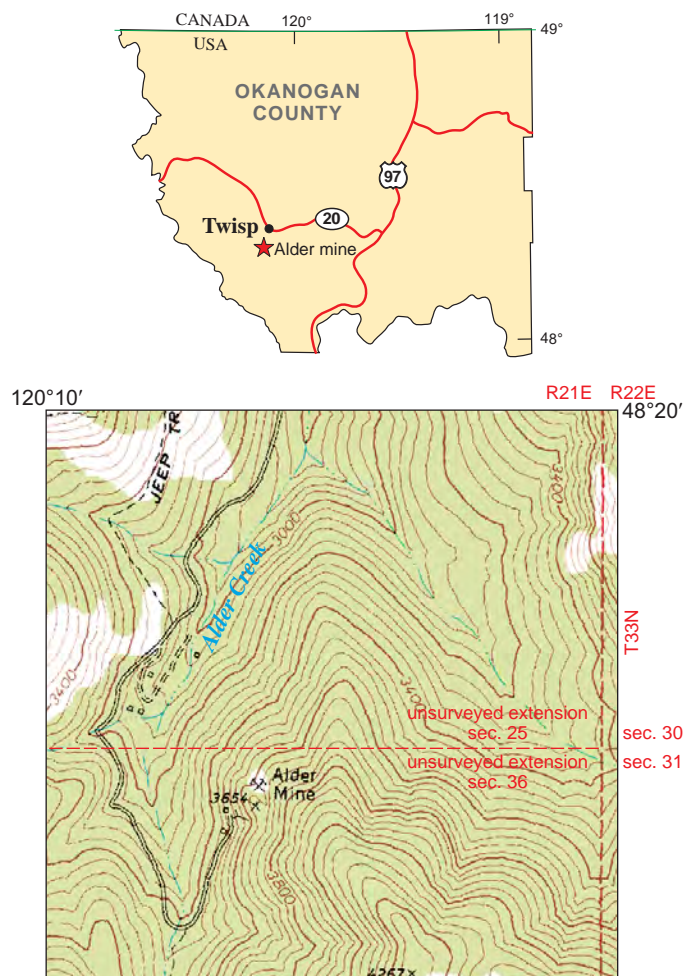 CANADA
USA
120°
119°
49°
OKANOGAN
COUNTY
97
Twisp
20
Alder mine
48°
R21E R22E
120°10′
48°20′
JEEP TR
3400
3000
Alder Creek
T33N
3400
3400
unsurveyed extension
sec. 25
sec. 30
unsurveyed extension
sec. 36
sec. 31
Alder
Mine
3654
3800
4267×